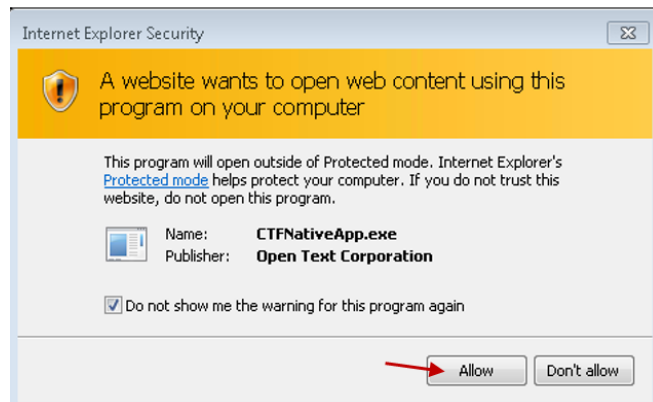 Internet Explorer Security
A website wants to open web content using this
program on your computer
This program will open outside of Protected mode. Internet Explorer's
Protected mode helps protect your computer. If you do not trust this
website, do not open this program.
Name: CTFNativeApp.exe
Publisher: Open Text Corporation
Do not show me the warning for this program again
Allow Don't allow